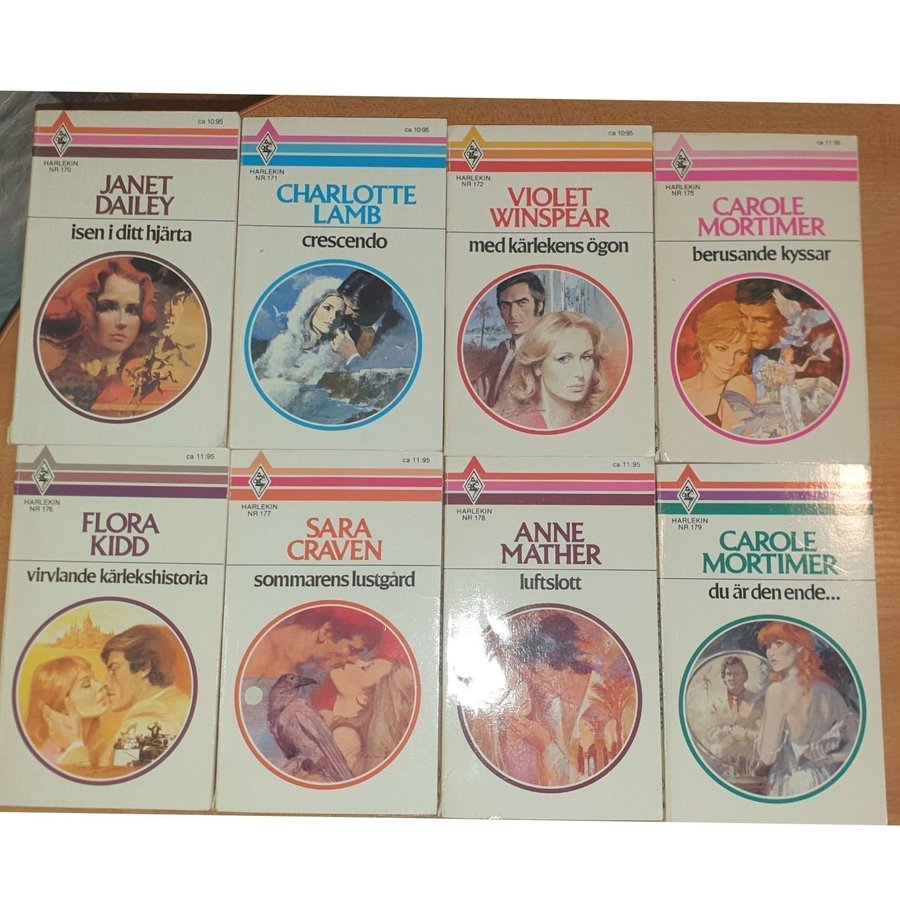 ca 10:95
HARLEKIN
NR 170
JANET
DAILEY
isen i ditt hjärta
ca 10:95
HARLEKIN
NR 171
CHARLOTTE
LAMB
crescendo
ca 10:95
HARLEKIN
NR 172
VIOLET
WINSPEAR
med kärlekens ögon
ca 11:95
HARLEKIN
NR 175
CAROLE
MORTIMER
berusande kyssar
ca 11:95
HARLEKIN
NR 176
FLORA
KIDD
virvlande kärlekshistoria
ca 11:95
HARLEKIN
NR 177
SARA
CRAVEN
sommarens lustgård
ca 11:95
HARLEKIN
NR 178
ANNE
MATHER
luftslott
HARLEKIN
NR 179
CAROLE
MORTIMER
du är den ende...